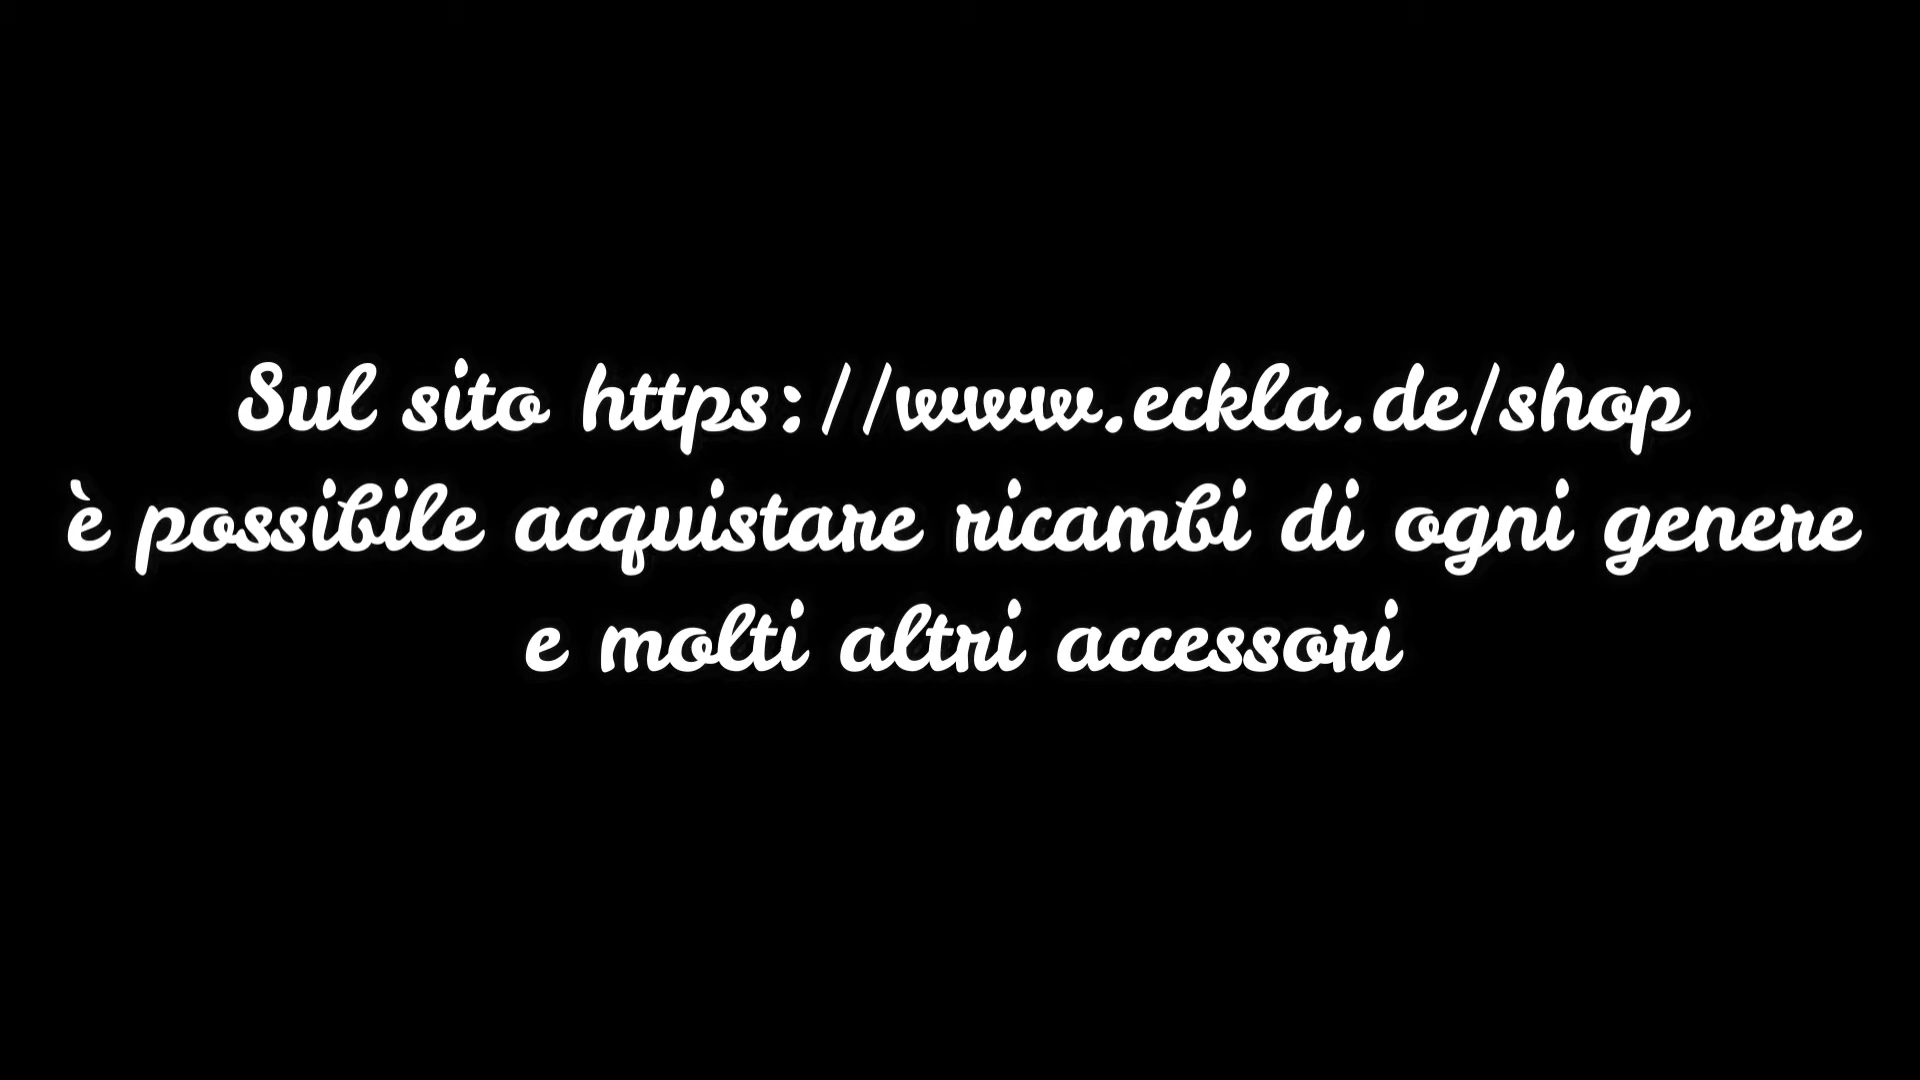 Sul sito https://www.eckla.de/shop
è possibile acquistare ricambi di ogni genere
e molti altri accessori